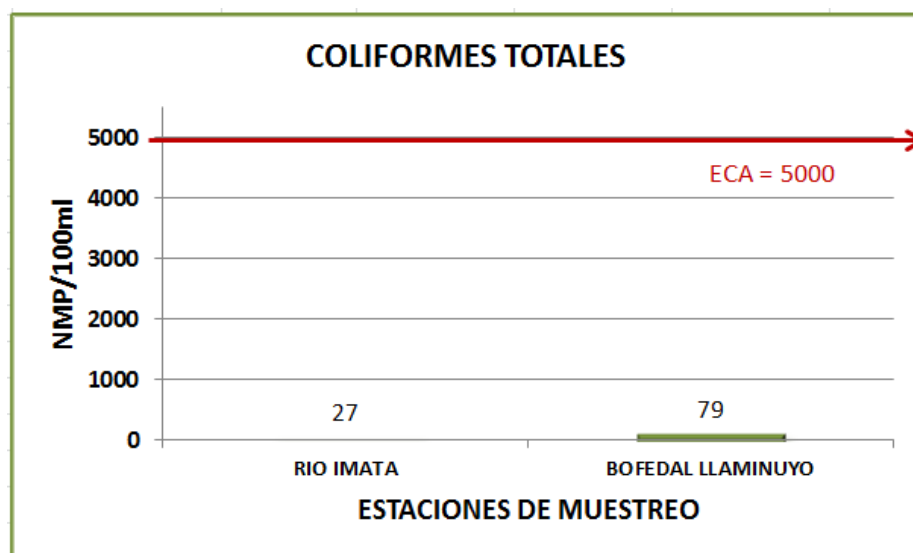 COLIFORMES TOTALES
NMP/100ml
5000
4000
3000
2000
1000
0
ECA = 5000
27
79
RIO IMATA
BOFEDAL LLAMINUYO
ESTACIONES DE MUESTREO